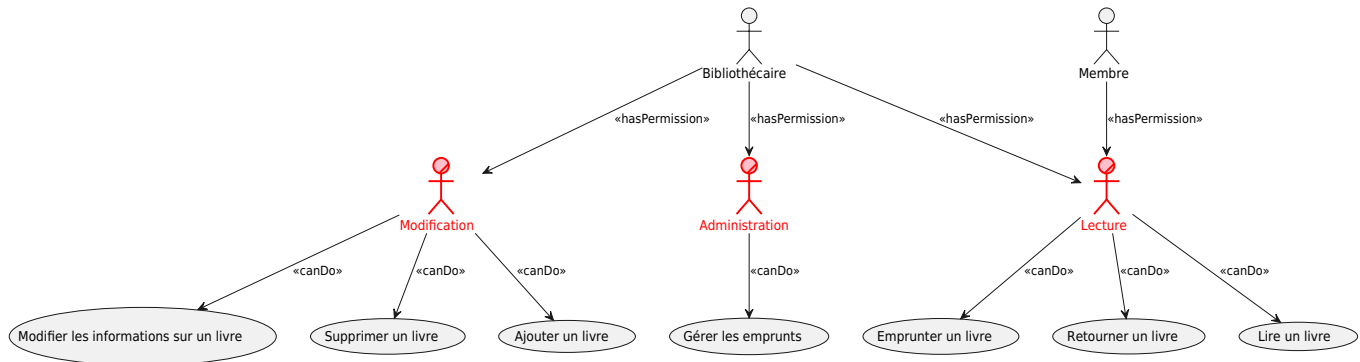 Bibliothécaire
Membre
«hasPermission»
«hasPermission»
«hasPermission»
«hasPermission»
Modification
Administration
Lecture
«canDo»
«canDo»
«canDo»
«canDo»
«canDo»
«canDo»
«canDo»
Modifier les informations sur un livre
Supprimer un livre
Ajouter un livre
Gérer les emprunts
Emprunter un livre
Retourner un livre
Lire un livre